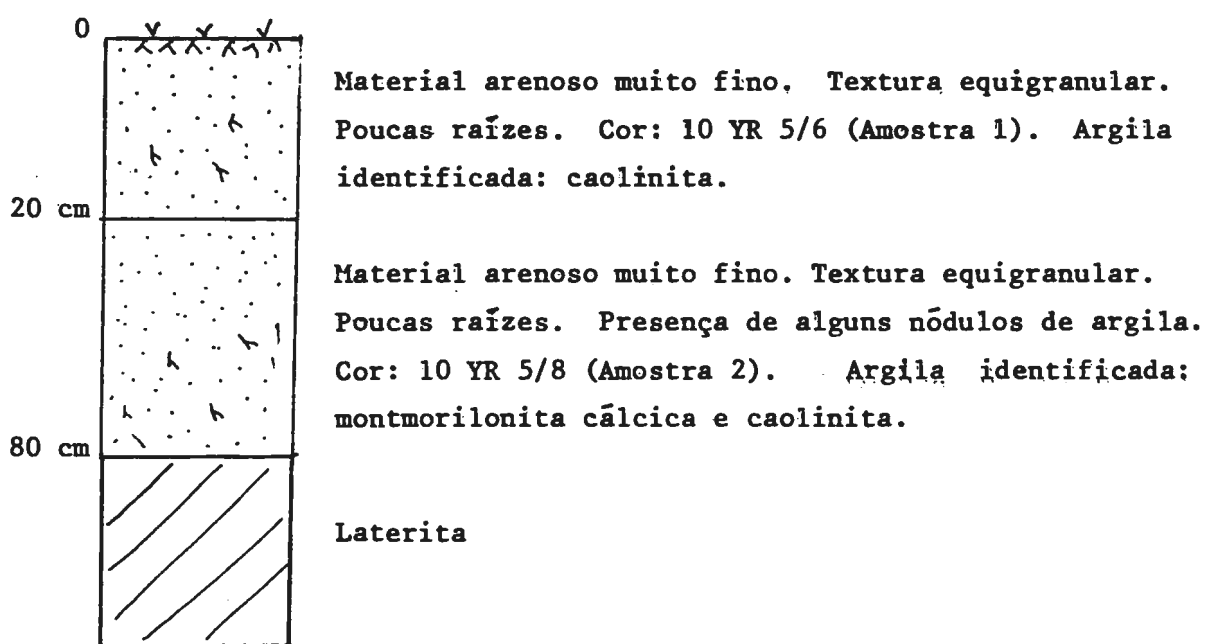 0
Material arenoso muito fino. Textura equigranular.
Poucas raízes. Cor: 10 YR 5/6 (Amostra 1). Argila
identificada: caolinita.
20 cm
Material arenoso muito fino. Textura equigranular.
Poucas raízes. Presença de alguns nódulos de argila.
Cor: 10 YR 5/8 (Amostra 2). Argila identificada:
montmorilonita cálcica e caolinita.
80 cm
Laterita